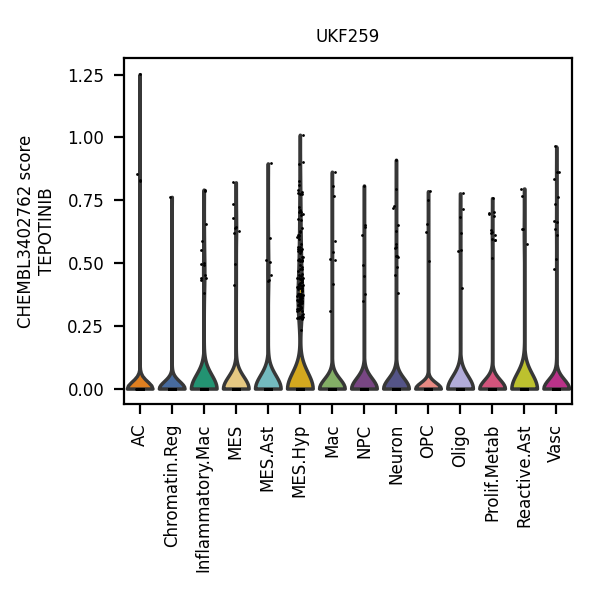 UKF259
CHEMBL3402762 score
TEPOTINIB
1.25
1.00
0.75
0.50
0.25
0.00
AC
Chromatin.Reg
Inflammatory.Mac
MES
MES.Ast
MES.Hyp
Mac
NPC
Neuron
OPC
Oligo
Prolif.Metab
Reactive.Ast
Vasc